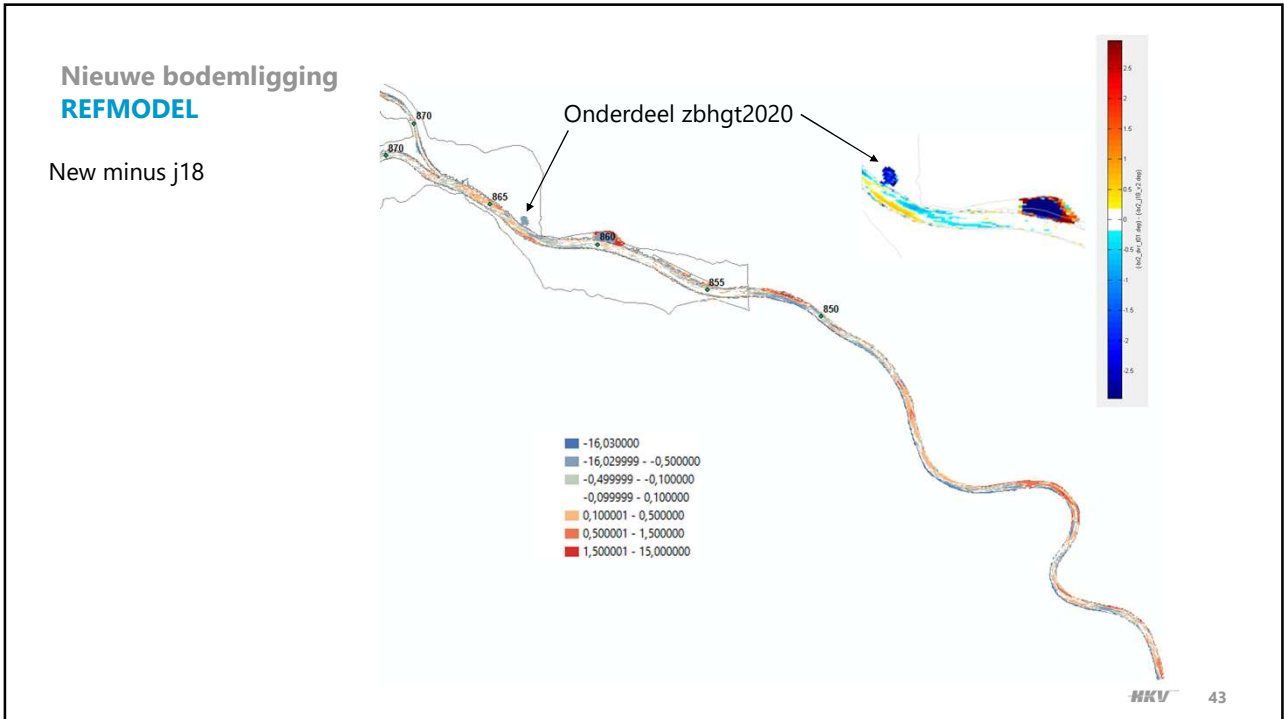 Nieuwe bodemligging
REFMODEL
New minus j18
Onderdeel zbhgt2020
870
870
865
860
855
850
2.5
2
1.5
1
0.5
0
-0.5
-1
-1.5
-2
-2.5
-16,030000
-16,029999 - -0,500000
-0,499999 - -0,100000
-0,099999 - 0,100000
0,100001 - 0,500000
0,500001 - 1,500000
1,500001 - 15,000000
HKV
43